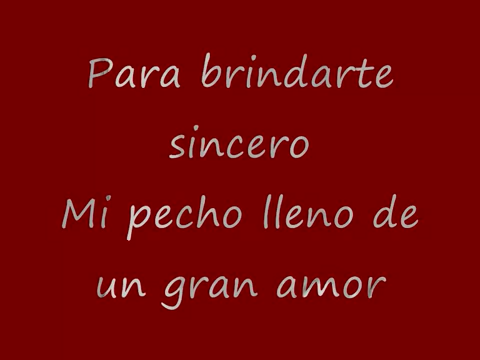 Para brindarte
sincero
Mi pecho lleno de
un gran amor